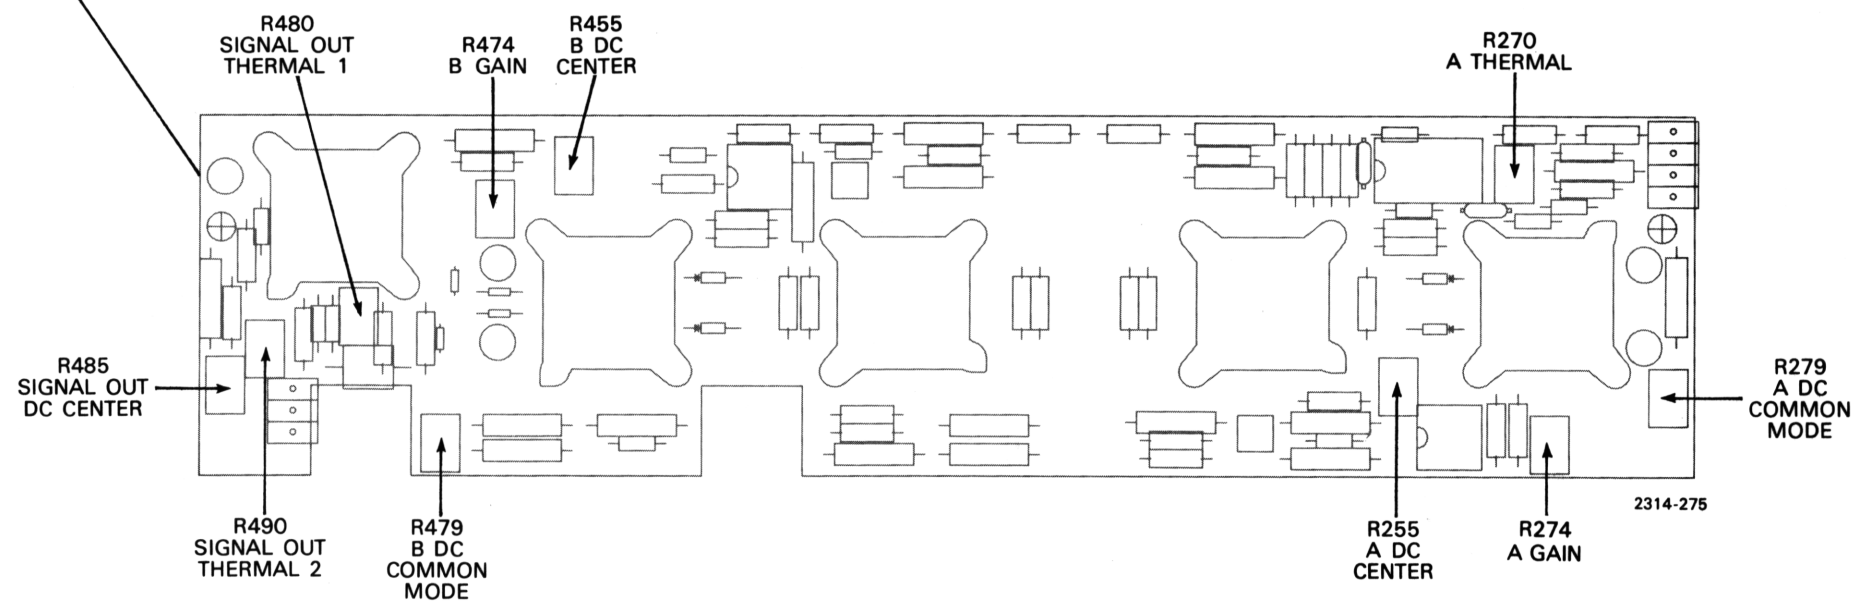 R480
SIGNAL OUT
THERMAL 1
R474
B GAIN
R455
B DC
CENTER
R270
A THERMAL
R485
SIGNAL OUT
DC CENTER
R279
A DC
COMMON
MODE
2314-275
R490
SIGNAL OUT
THERMAL 2
R479
B DC
COMMON
MODE
R255
A DC
CENTER
R274
A GAIN